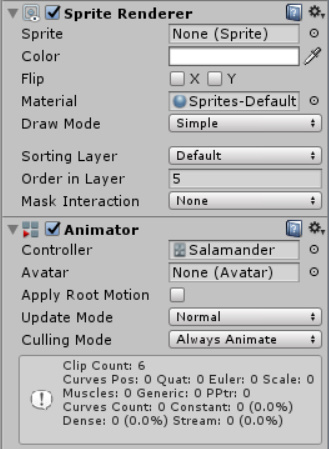 Sprite Renderer
Sprite None (Sprite)
Color
Flip X Y
Material Sprites-Default
Draw Mode Simple
Sorting Layer Default
Order in Layer 5
Mask Interaction None
Animator
Controller Salamander
Avatar None (Avatar)
Apply Root Motion
Update Mode Normal
Culling Mode Always Animate
Clip Count: 6
Curves Pos: 0 Quat: 0 Euler: 0 Scale: 0
Muscles: 0 Generic: 0 PPtr: 0
Curves Count: 0 Constant: 0 (0.0%)
Dense: 0 (0.0%) Stream: 0 (0.0%)